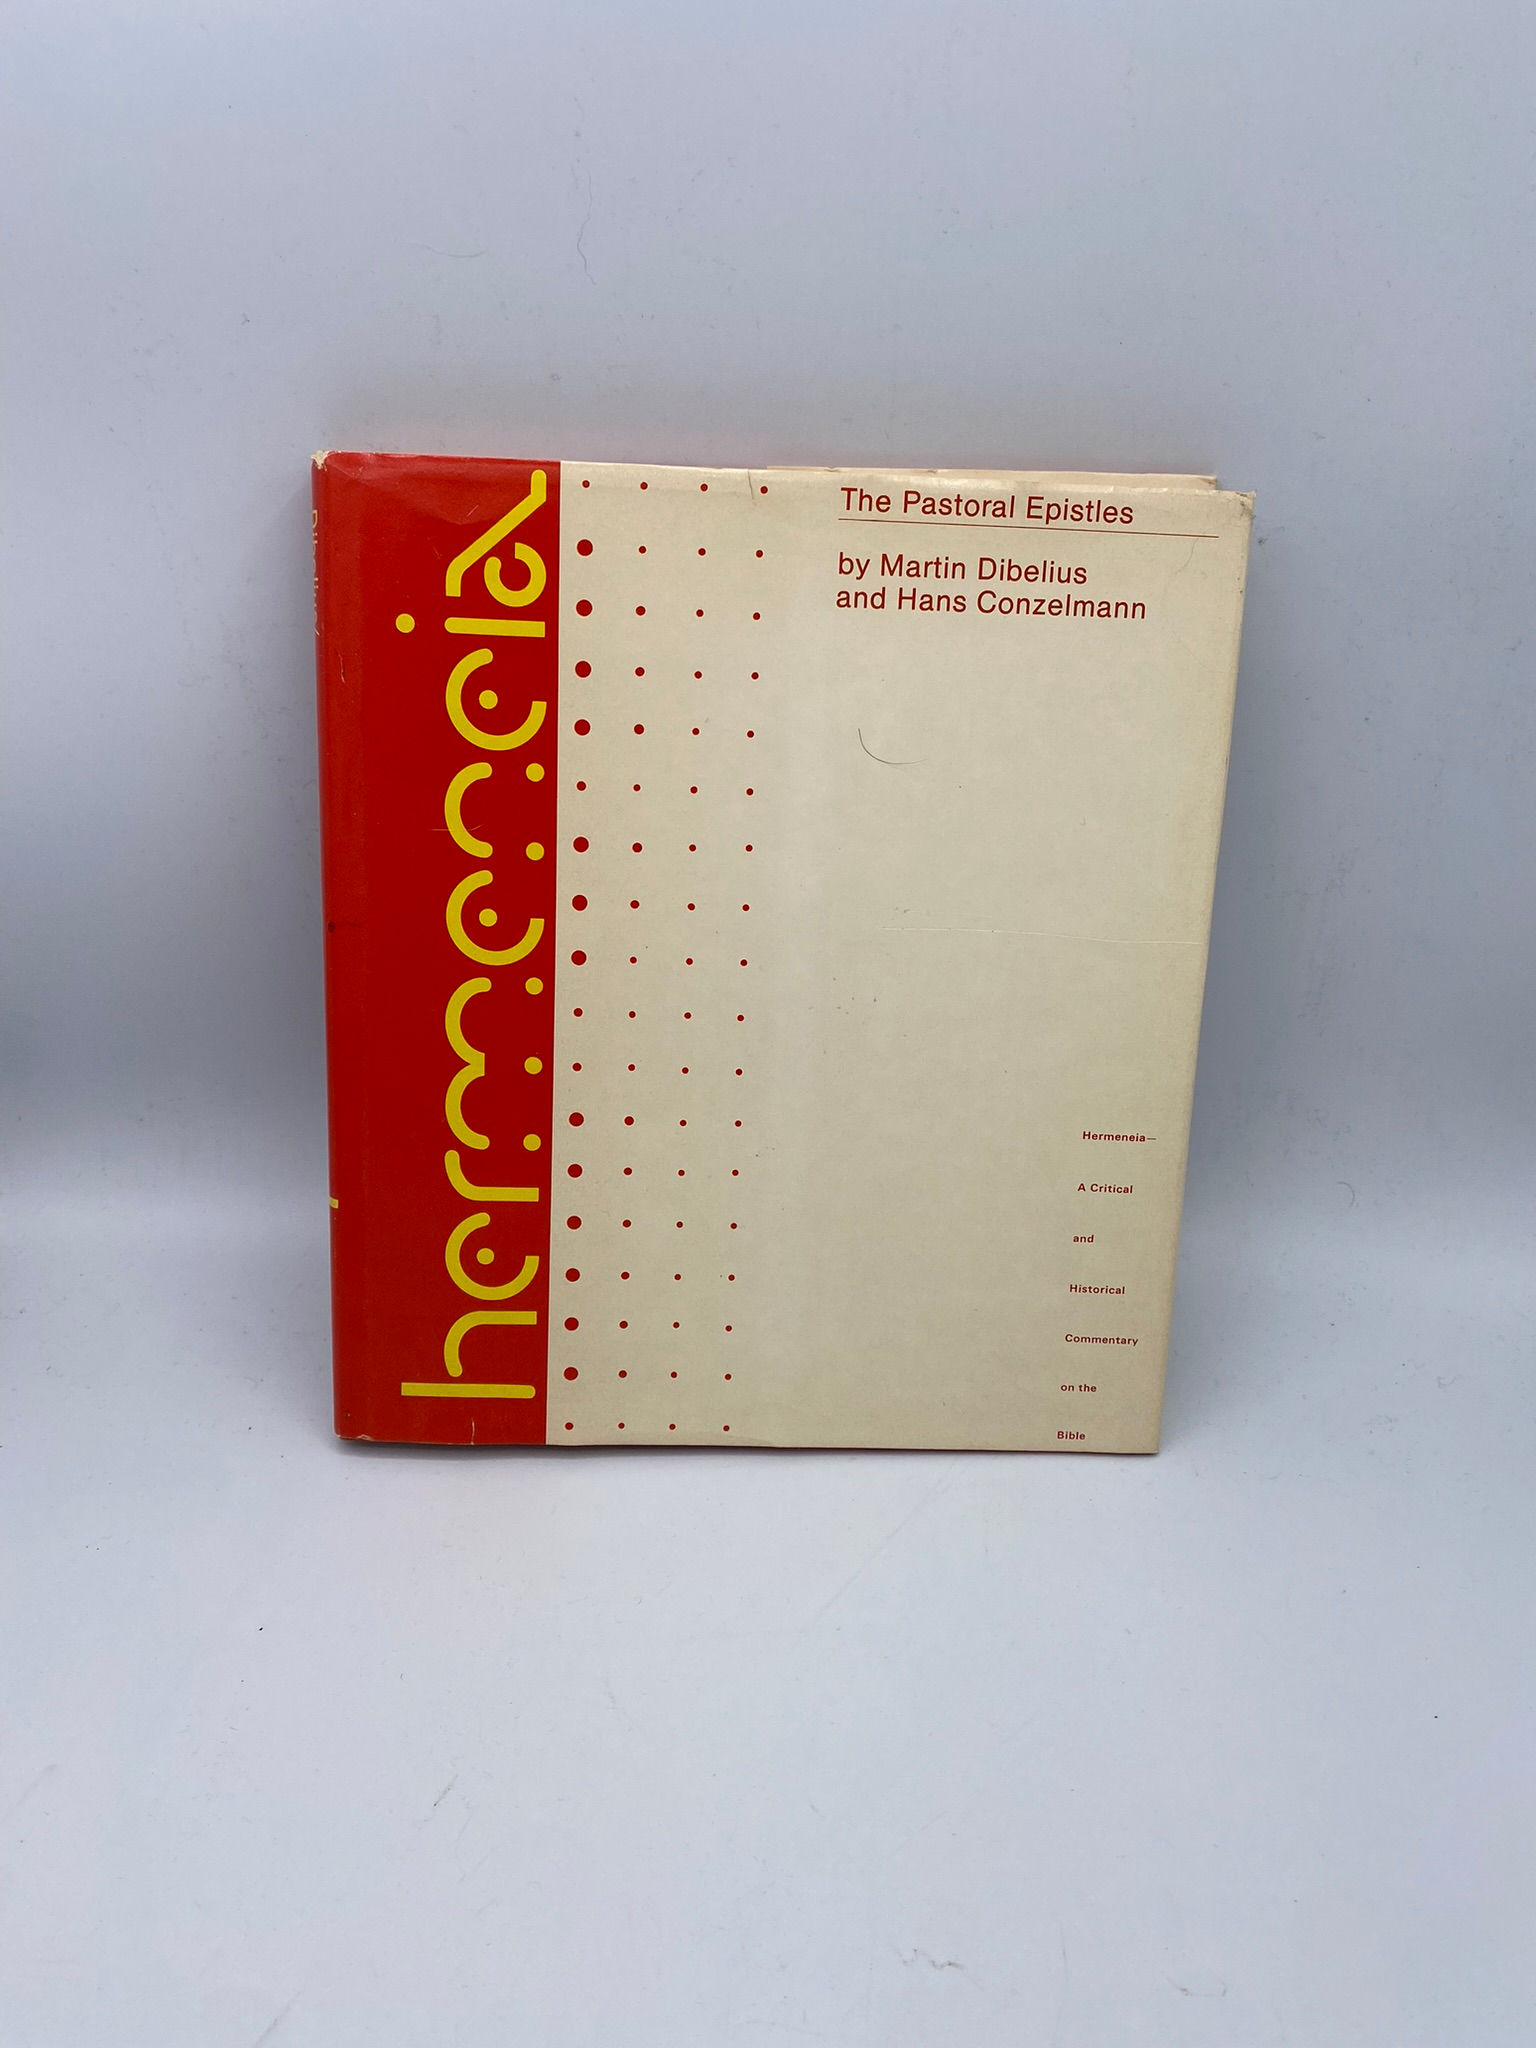 hermeneia
The Pastoral Epistles
by Martin Dibelius
and Hans Conzelmann
Hermeneia—
A Critical
and
Historical
Commentary
on the
Bible